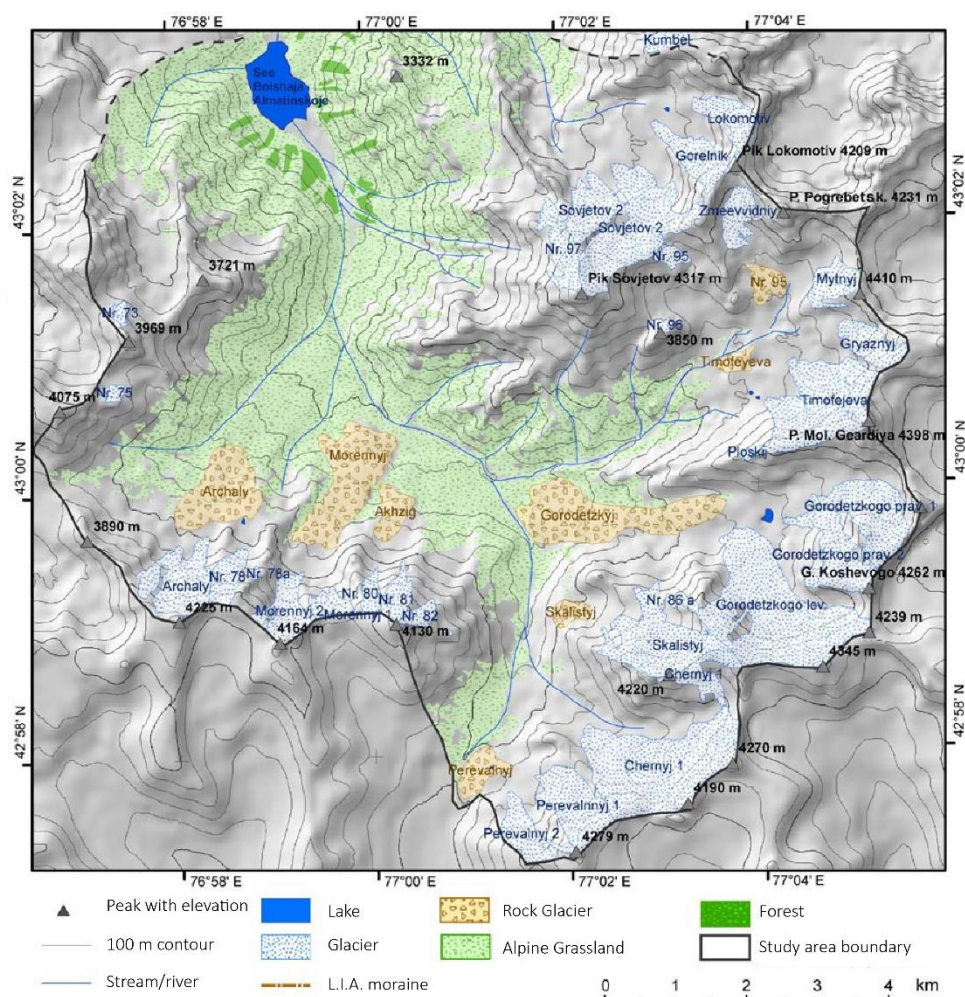 76°58' E
77°00' E
77°02' E
77°04' E
Kumbel
3332 m
See
Bolshaja
Almatinskoje
Lokomotiv
Pik Lokomotiv 4209 m
Gorelnik
43°02' N
43°02' N
P. Pogrebetsk. 4231 m
Zmeevvidniy
Sovjetov 2
Sovjetov 2
Nr. 97
Nr. 95
3721 m
Pik Sovjetov 4317 m
Nr. 95
Mytnyj
4410 m
Nr. 73
3969 m
Nr. 96
3850 m
Gryaznyj
Timofeyeva
4075 m
Nr. 75
Timofejeva
P. Mol. Geardiya 4398 m
Ploskij
43°00' N
43°00' N
Morennyj
Archaly
Akhzig
Gorodetzkyj
Gorodetzkogo prav. 1
3890 m
Gorodetzkogo prav. 2
G. Koshevogo 4262 m
Archaly
Nr. 78
Nr. 78a
Nr. 80
Nr. 81
Nr. 82
Nr. 86 a
Morennyj 2
Morennyj
Skalistyj
Gorodetzkogo lev.
4225 m
4164 m
4130 m
4239 m
Skalistyj
4345 m
Chernyj 1
4220 m
42°58' N
42°58' N
4270 m
Perevalnyj
Chernyj 1
4190 m
Perevalnnyj 1
Perevalnyj 2
4279 m
76°58' E
77°00' E
77°02' E
77°04' E
Peak with elevation
Lake
Rock Glacier
Forest
100 m contour
Glacier
Alpine Grassland
Study area boundary
Stream/river
L.I.A. moraine
0 1 2 3 4 km